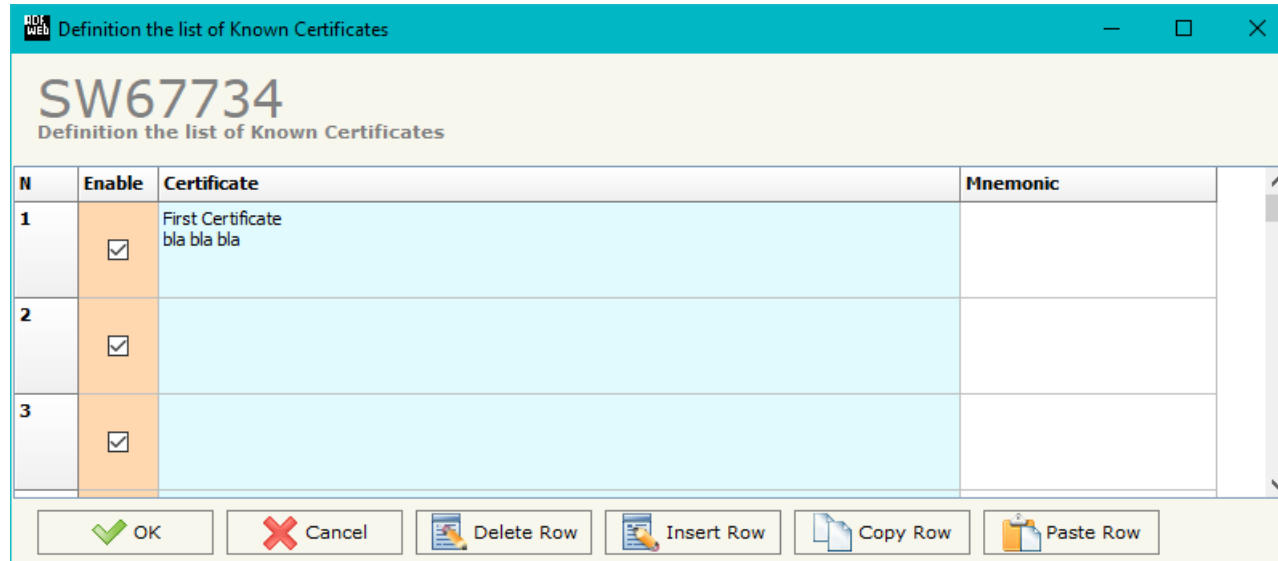 ADF
WEB
Definition the list of Known Certificates
SW67734
Definition the list of Known Certificates
N Enable Certificate Mnemonic
1 First Certificate
bla bla bla
2
3
OK Cancel Delete Row Insert Row Copy Row Paste Row